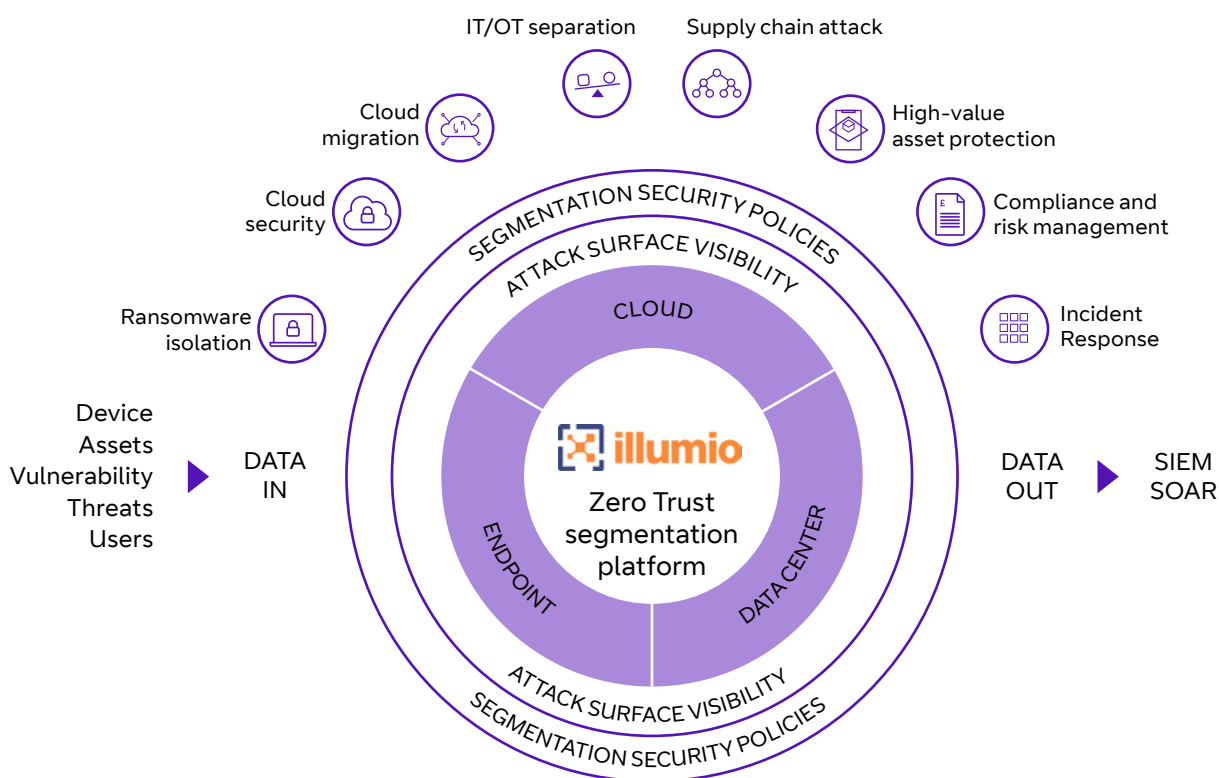 IT/OT separation
Supply chain attack
Cloud
migration
High-value
asset protection
Cloud
security
Compliance and
risk management
Ransomware
isolation
Incident
Response
SEGMENTATION SECURITY POLICIES
ATTACK SURFACE VISIBILITY
CLOUD
Device
Assets
Vulnerability
Threats
Users
DATA
IN
illumio
Zero Trust
segmentation
platform
ENDPOINT
DATA CENTER
DATA
OUT
SIEM
SOAR
ATTACK SURFACE VISIBILITY
SEGMENTATION SECURITY POLICIES
£